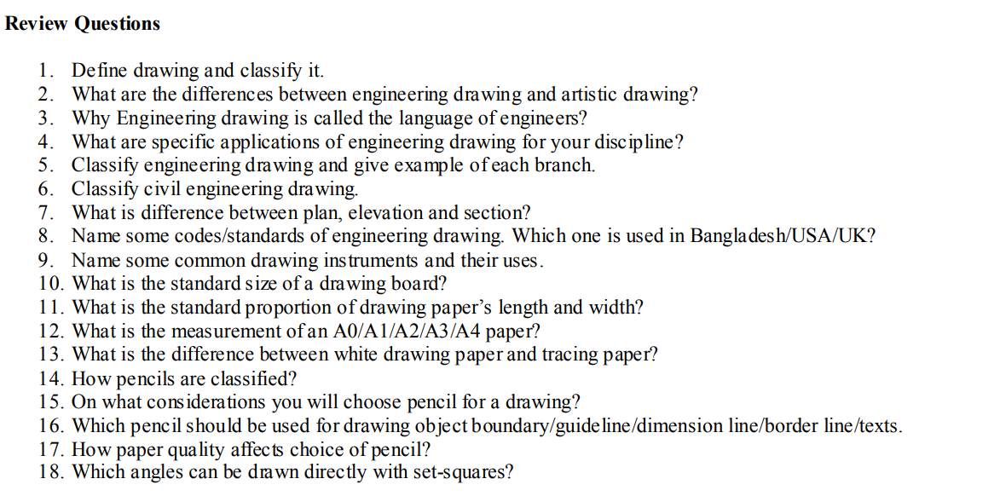 Review Questions
1. Define drawing and classify it.
2. What are the differences between engineering drawing and artistic drawing?
3. Why Engineering drawing is called the language of engineers?
4. What are specific applications of engineering drawing for your discipline?
5. Classify engineering drawing and give example of each branch.
6. Classify civil engineering drawing.
7. What is difference between plan, elevation and section?
8. Name some codes/standards of engineering drawing. Which one is used in Bangladesh/USA/UK?
9. Name some common drawing instruments and their uses.
10. What is the standard size of a drawing board?
11. What is the standard proportion of drawing paper’s length and width?
12. What is the measurement of an A0/A1/A2/A3/A4 paper?
13. What is the difference between white drawing paper and tracing paper?
14. How pencils are classified?
15. On what considerations you will choose pencil for a drawing?
16. Which pencil should be used for drawing object boundary/guideline/dimension line/border line/texts.
17. How paper quality affects choice of pencil?
18. Which angles can be drawn directly with set-squares?